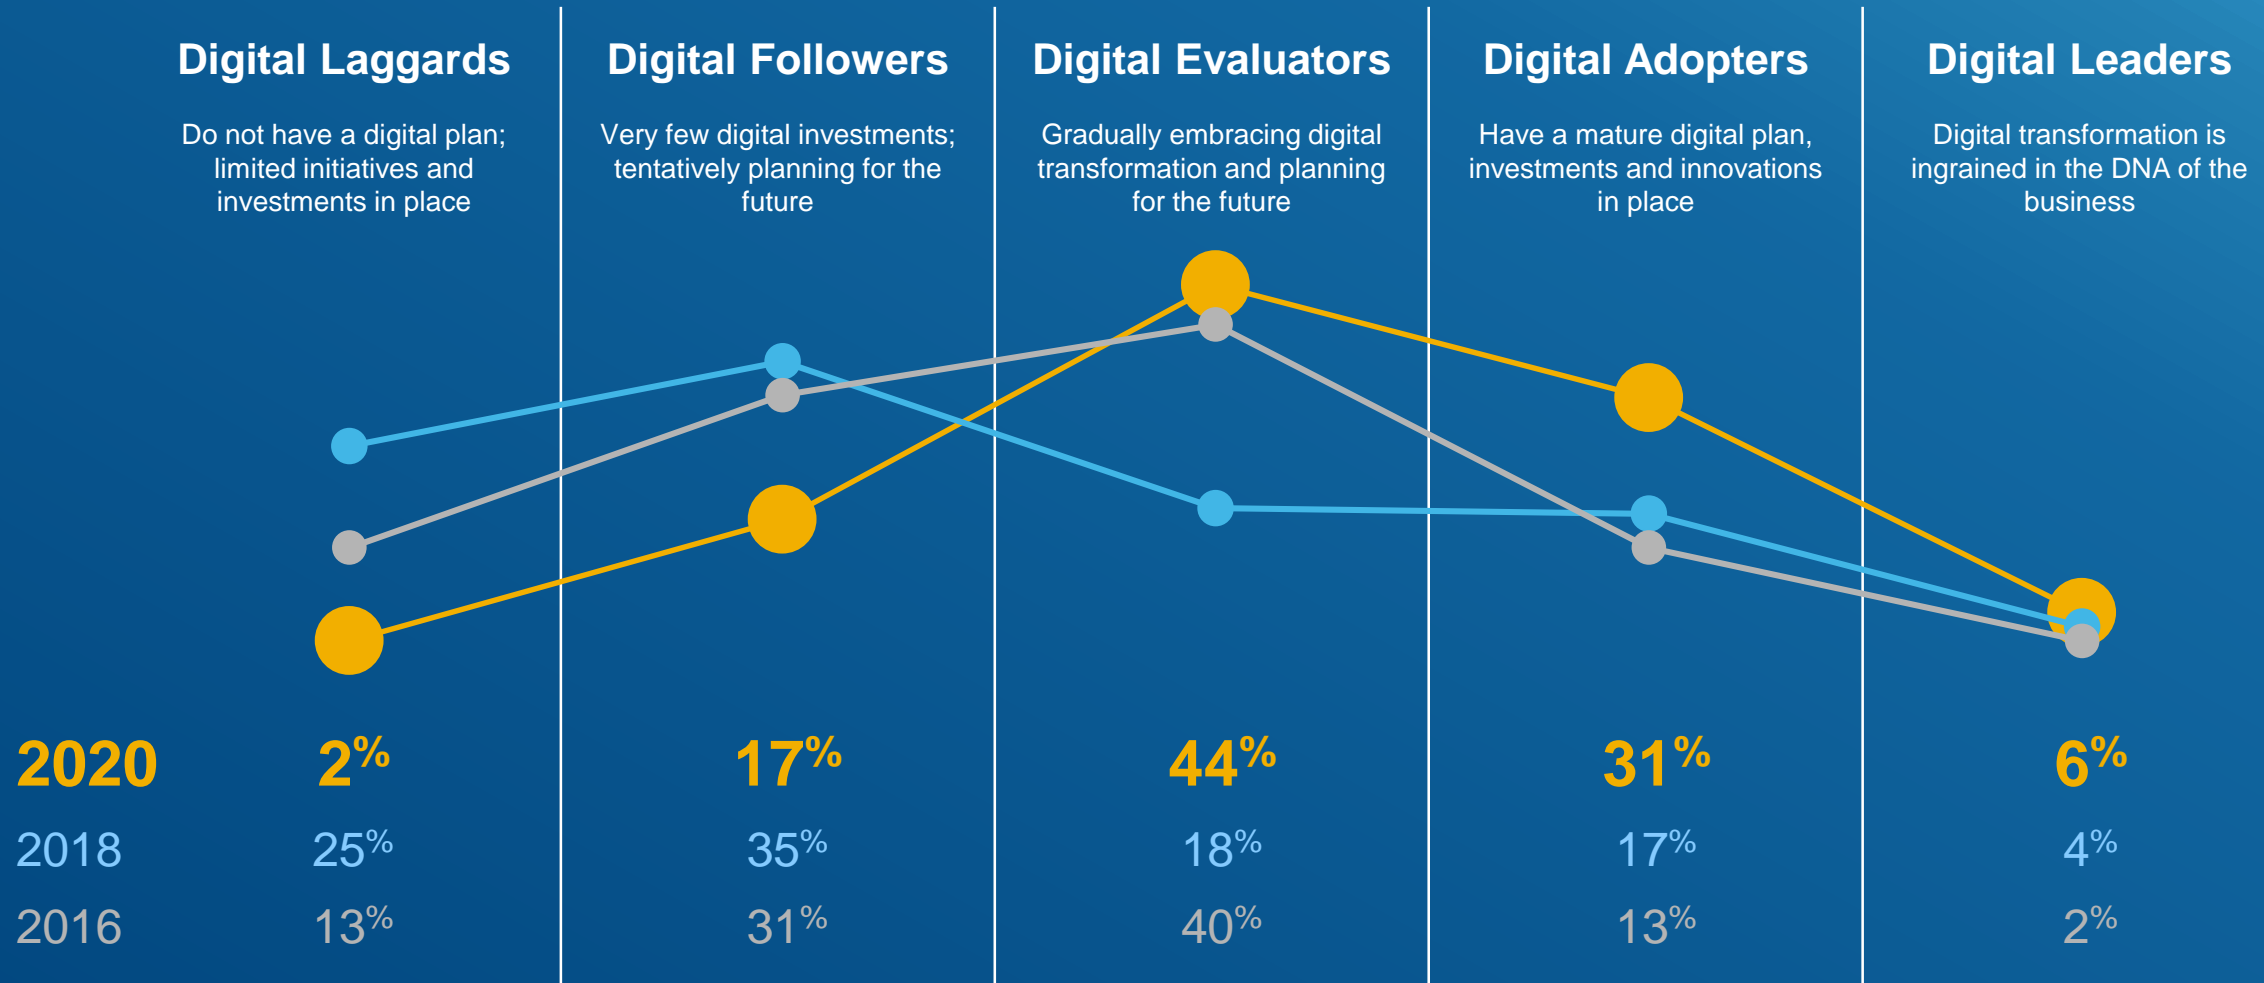 Digital Laggards
Do not have a digital plan;
limited initiatives and
investments in place
Digital Followers
Very few digital investments;
tentatively planning for the
future
Digital Evaluators
Gradually embracing digital
transformation and planning
for the future
Digital Adopters
Have a mature digital plan,
investments and innovations
in place
Digital Leaders
Digital transformation is
ingrained in the DNA of the
business
2020 2% 17% 44% 31% 6%
2018 25% 35% 18% 17% 4%
2016 13% 31% 40% 13% 2%